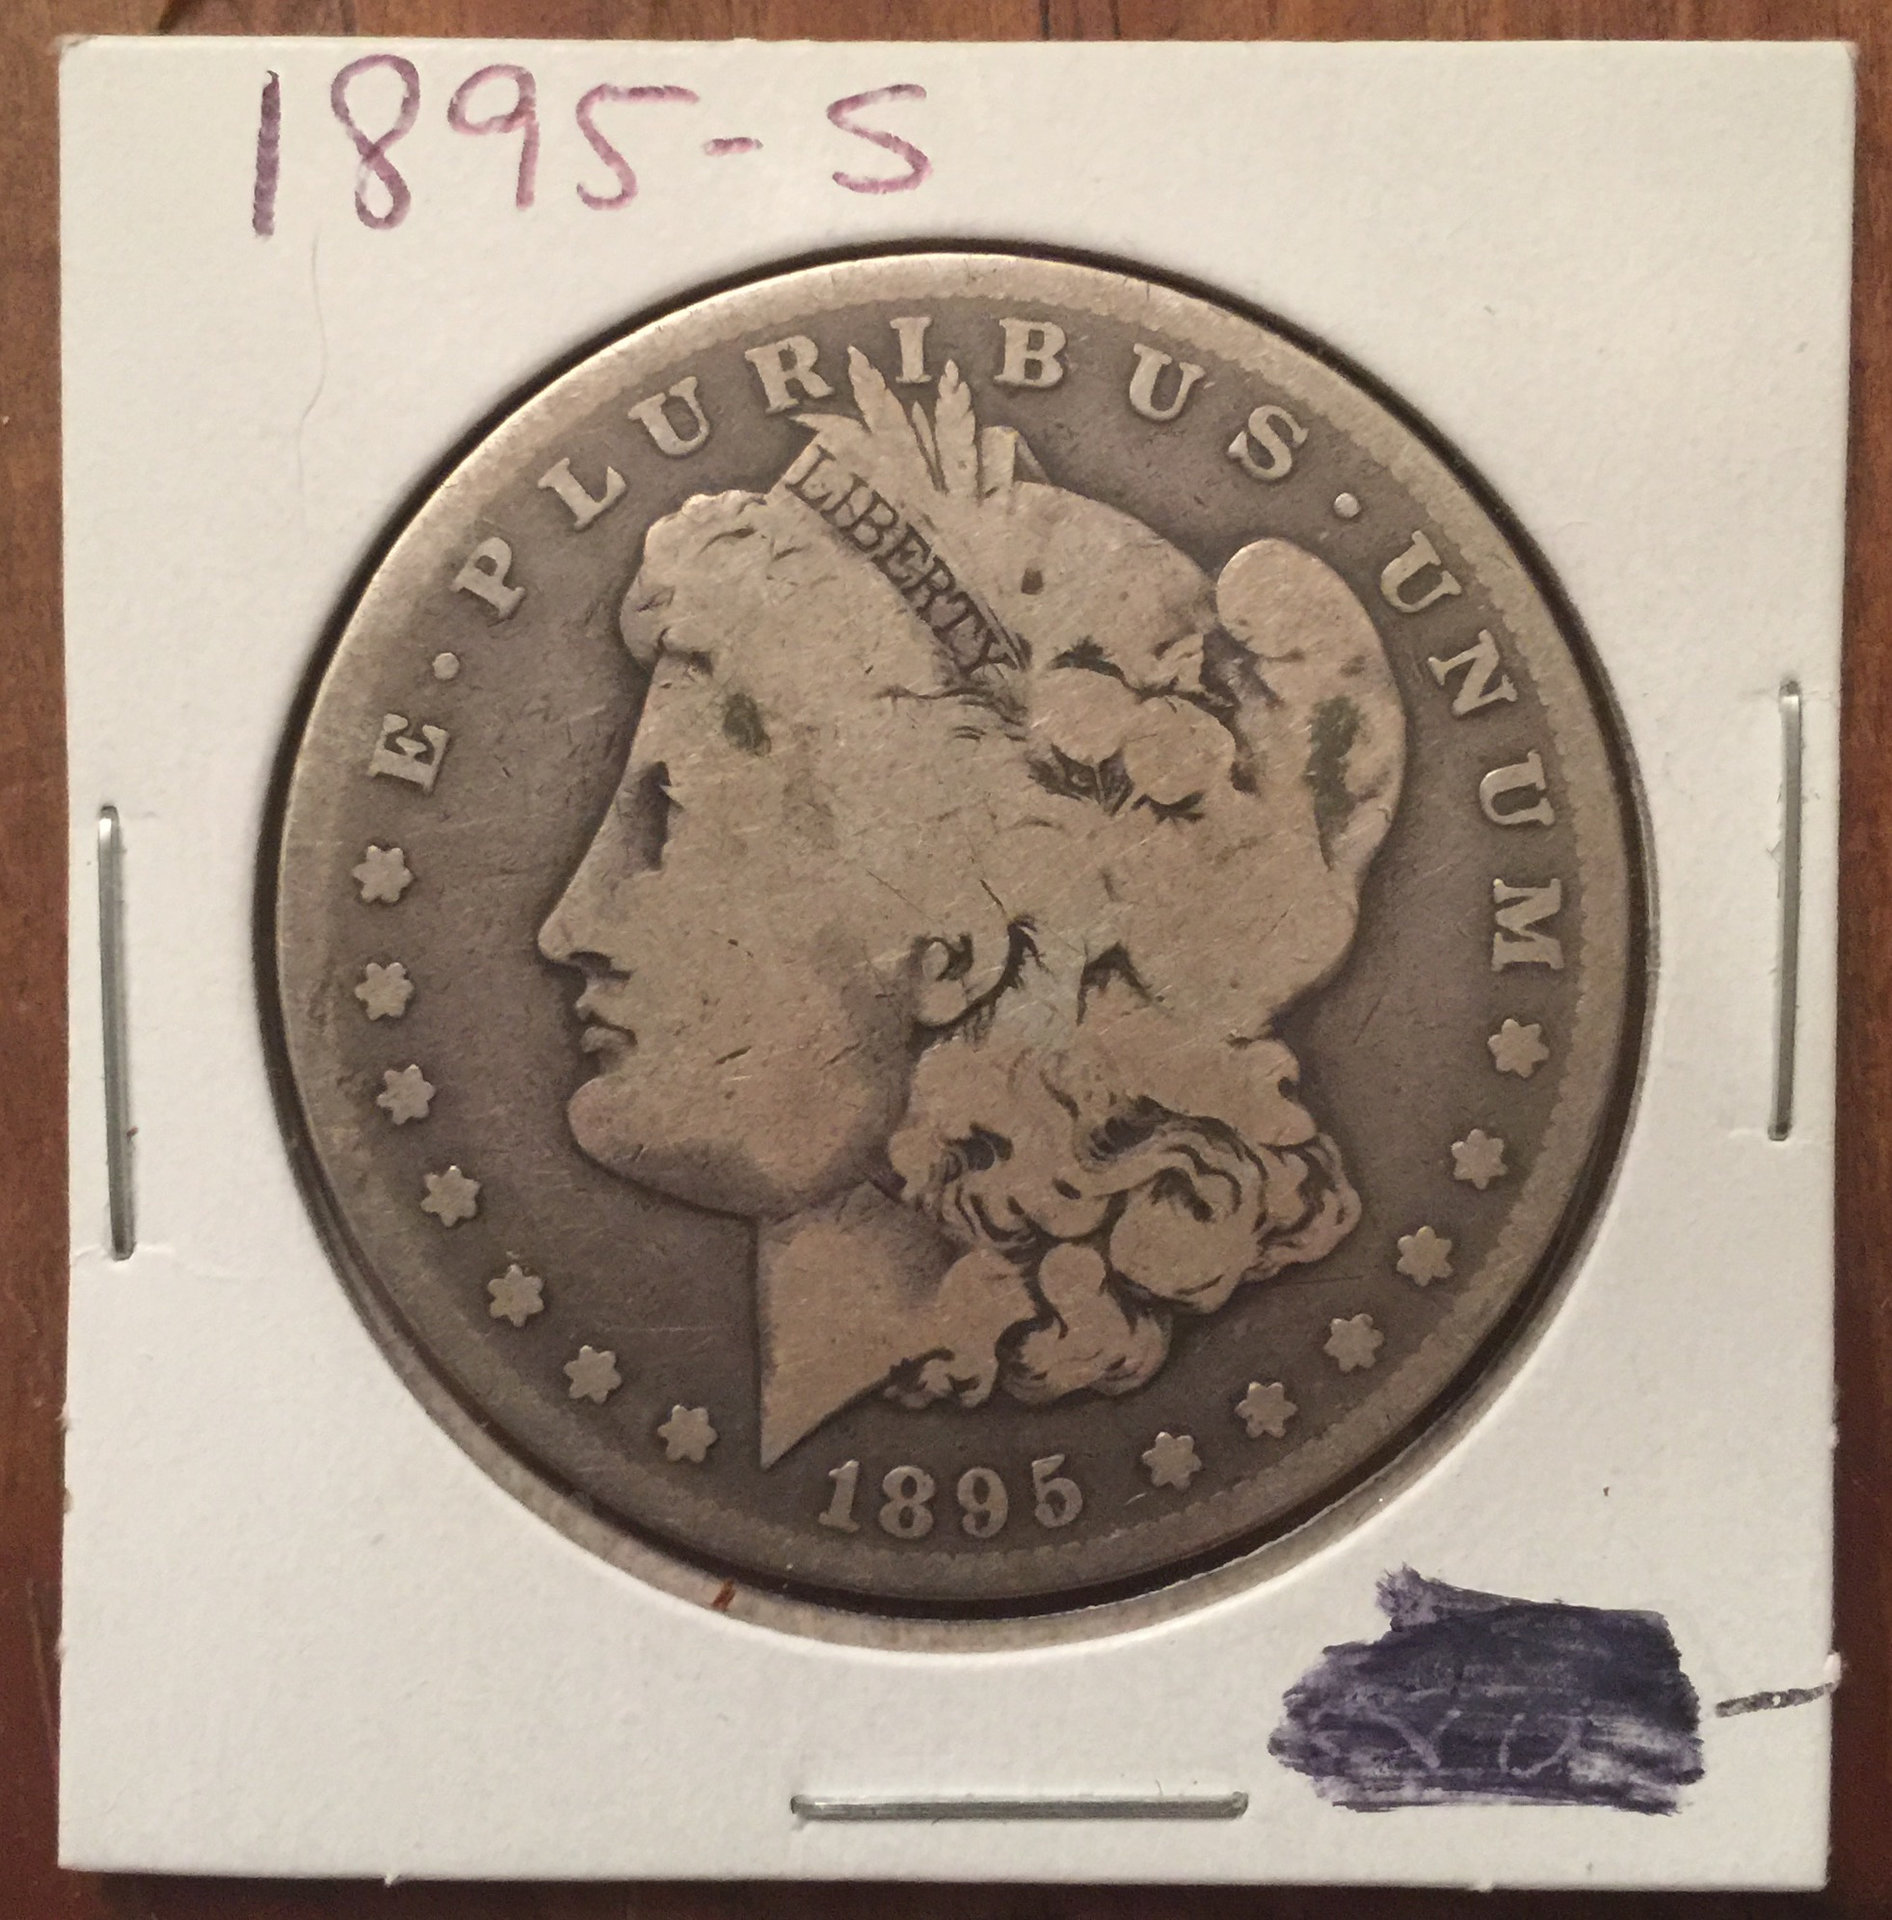 1895-S
E · PLURIBUS · UNUM
LIBERTY
1895